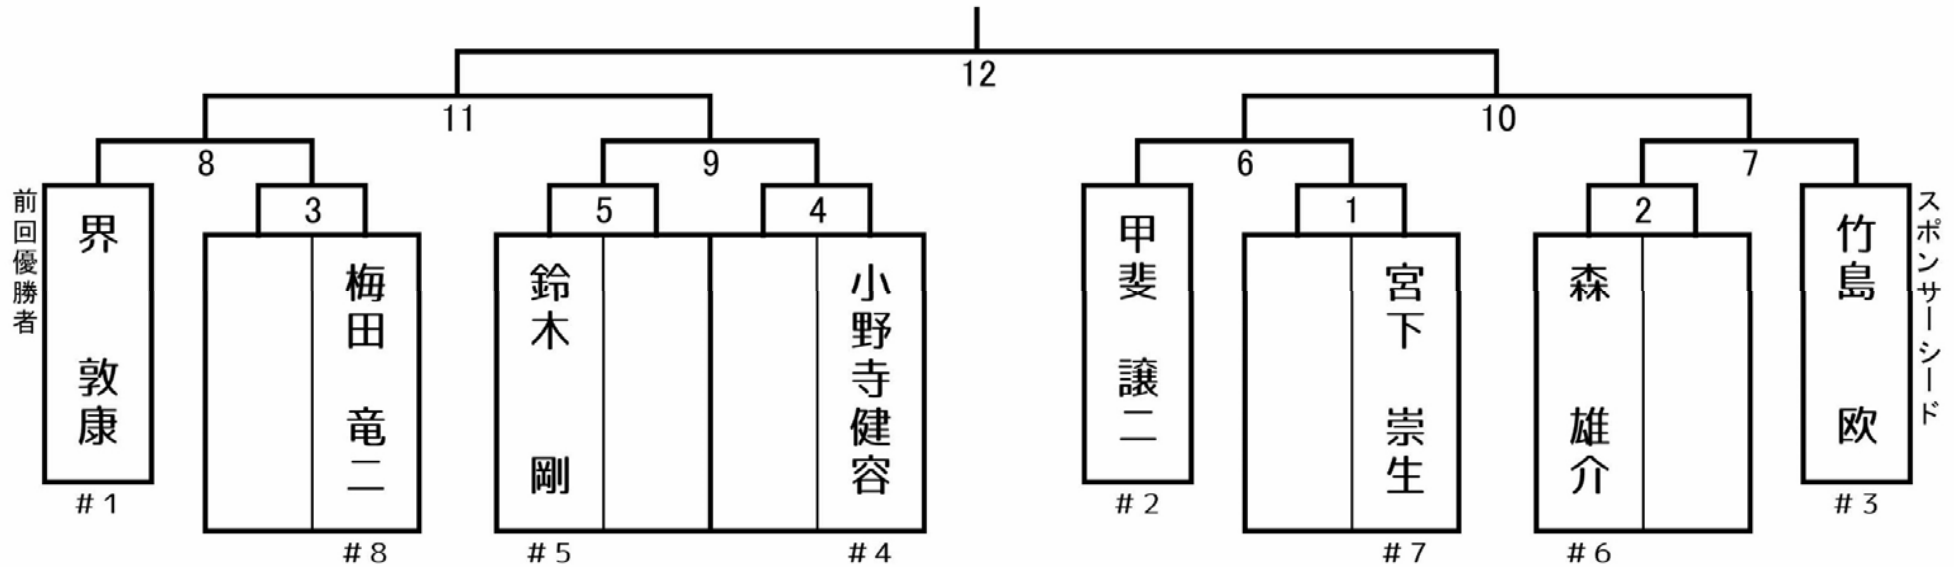 12
11
10
8
9
6
7
3
5
4
1
2
前回優勝者
界 敦康
梅田 竜二
鈴木 剛
小野寺健容
甲斐 譲二
宮下 崇生
森 雄介
竹島 欧
スポンサーシード
#1
#8
#5
#4
#2
#7
#6
#3